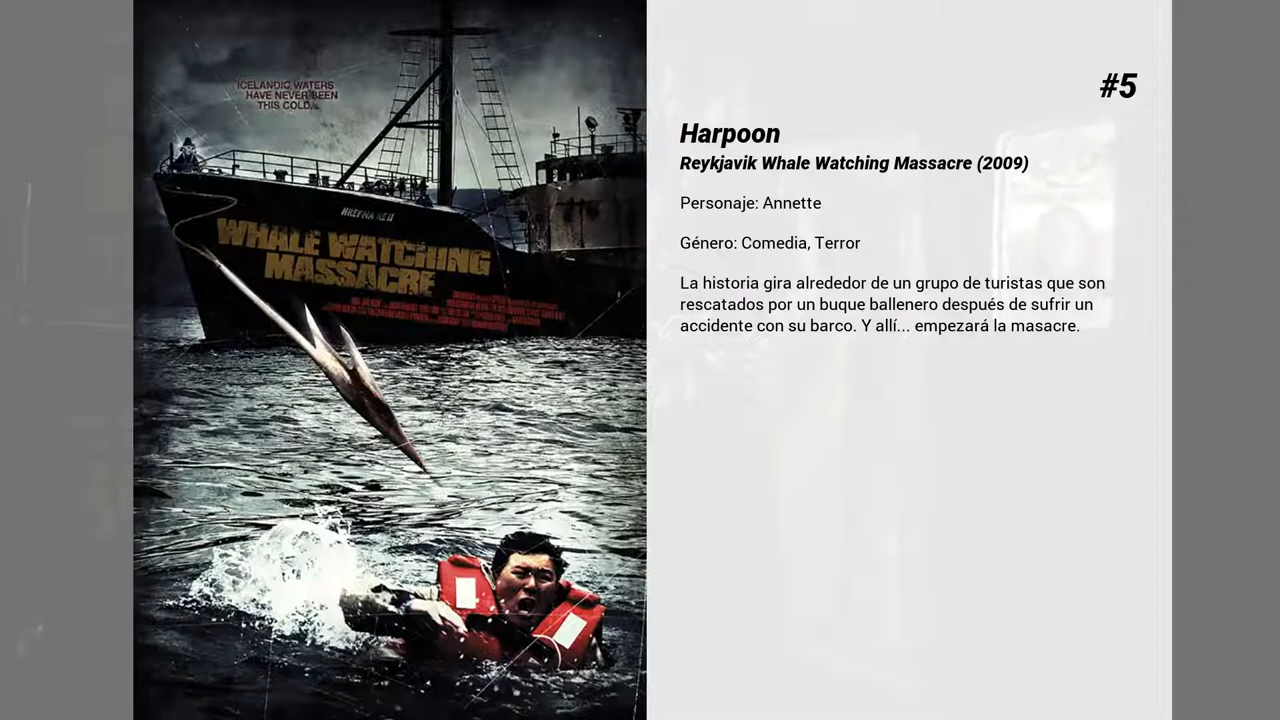 ICELANDIC WATERS
HAVE NEVER BEEN
THIS COLD...
WHALE WATCHING
MASSACRE
#5
Harpoon
Reykjavik Whale Watching Massacre (2009)
Personaje: Annette
Género: Comedia, Terror
La historia gira alrededor de un grupo de turistas que son
rescatados por un buque ballenero después de sufrir un
accidente con su barco. Y allí... empezará la masacre.